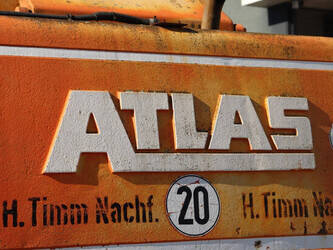 ATLAS
H. Timm Nachf. 20 H. Timm Na